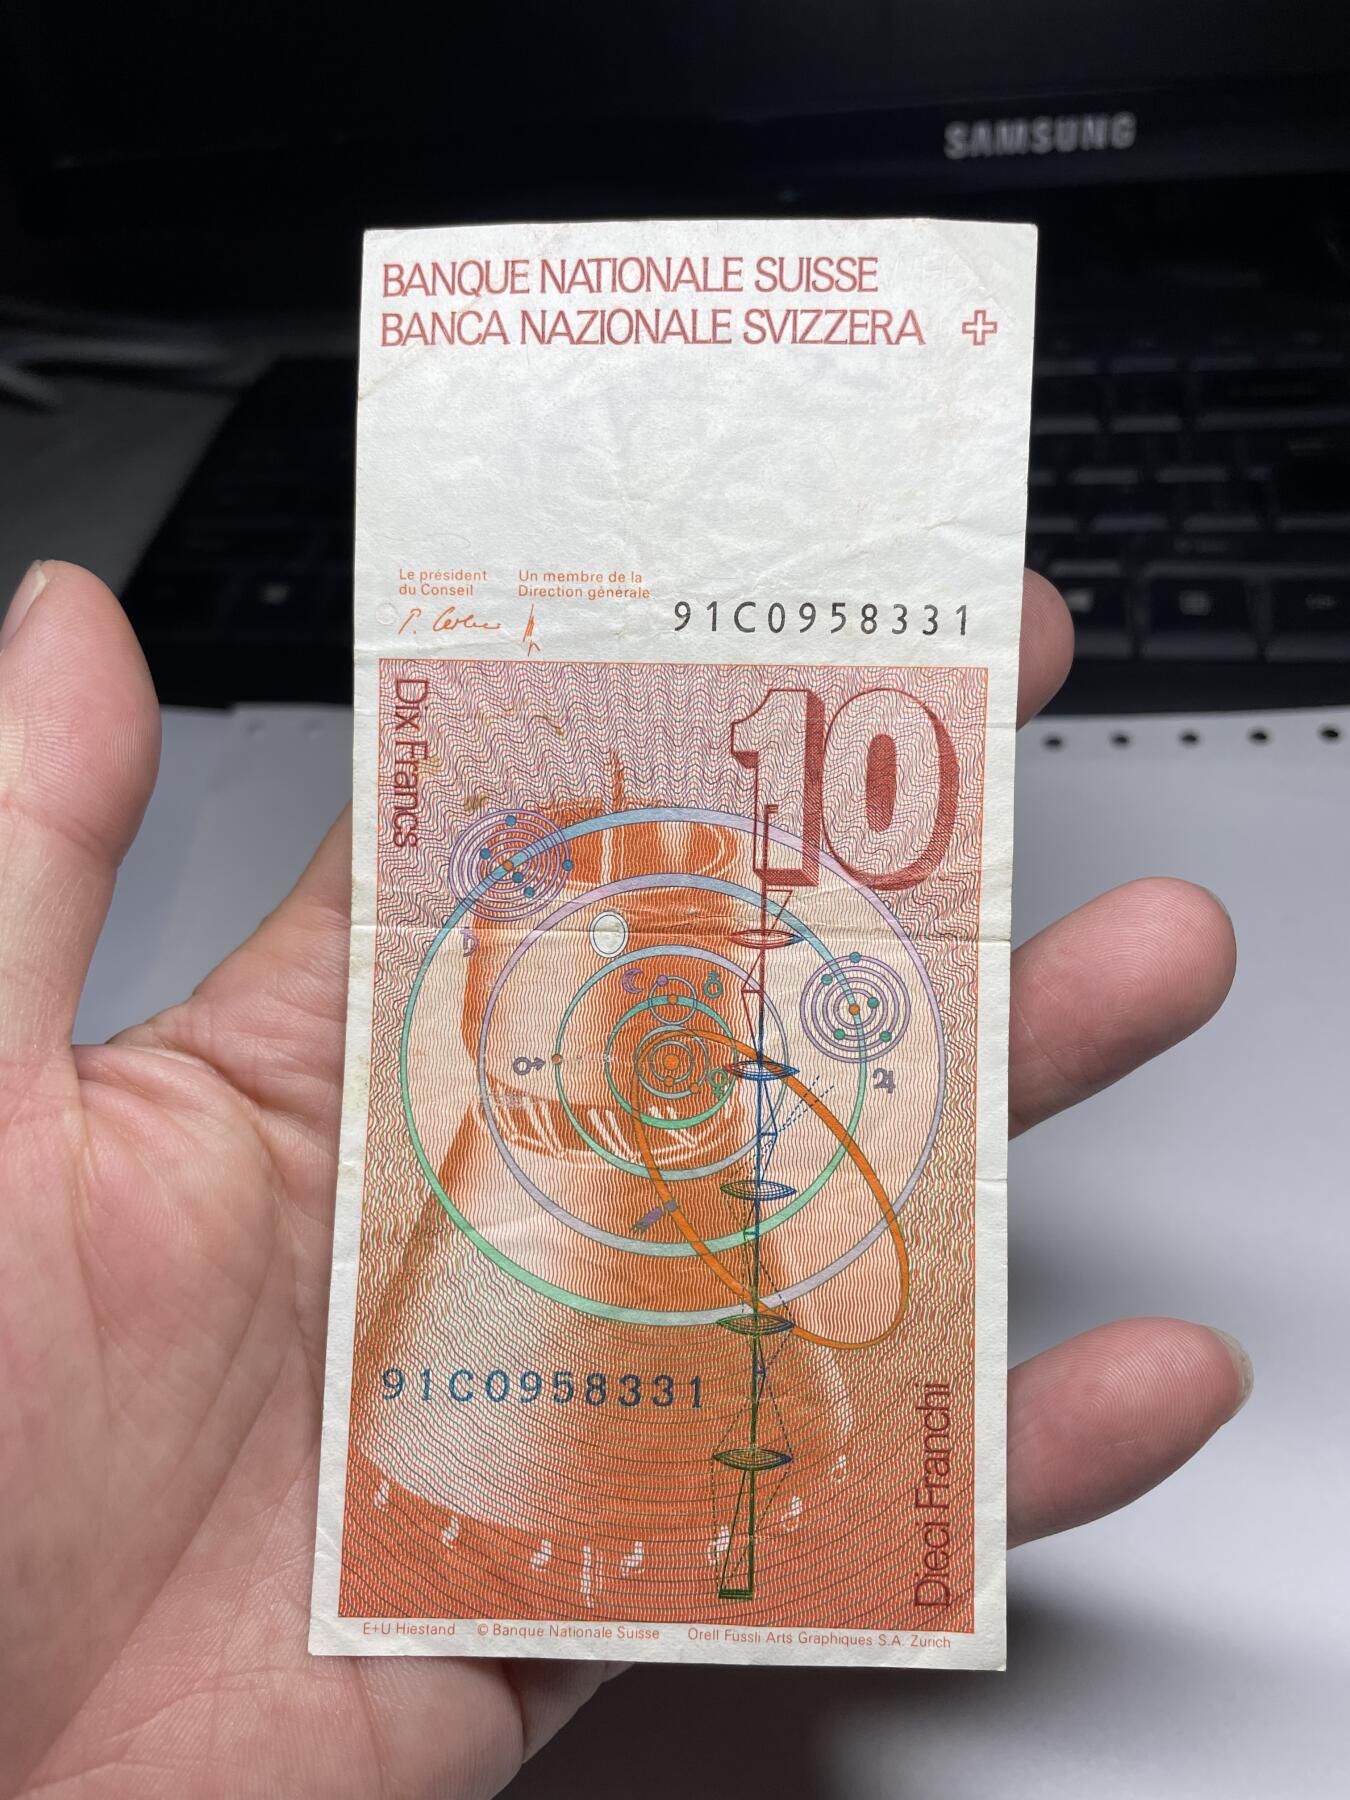 SAMSUNG
BANQUE NATIONALE SUISSE
BANCA NAZIONALE SVIZZERA
Le président
du Conseil
Un membre de la
Direction générale
91C0958331
Dix Francs
10
91C0958331
Dieci Franchi
E+U Hiestand © Banque Nationale Suisse Orell Füssli Arts Graphiques S.A. Zurich